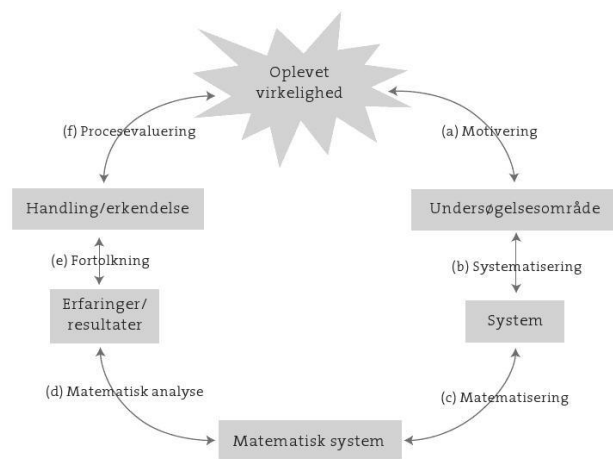 Oplevet
virkelighed
(f) Procesevaluering
(a) Motivering
Handling/erkendelse
Undersøgelsesområde
(e) Fortolkning
(b) Systematisering
Erfaringer/
resultater
System
(d) Matematisk analyse
(c) Matematisering
Matematisk system